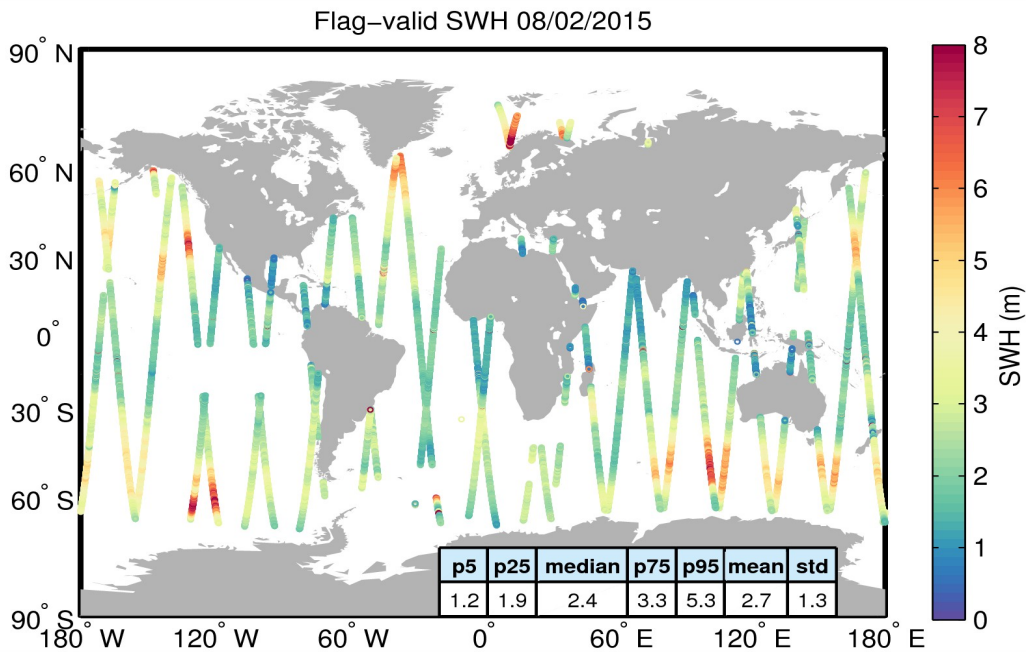 Flag−valid SWH 08/02/2015
90° N
60° N
30° N
0°
30° S
60° S
90° S
180° W
120° W
60° W
0°
60° E
120° E
180° E
p5 p25 median p75 p95 mean std
1.2 1.9 2.4 3.3 5.3 2.7 1.3
8
7
6
5
4
3
2
1
0
SWH (m)